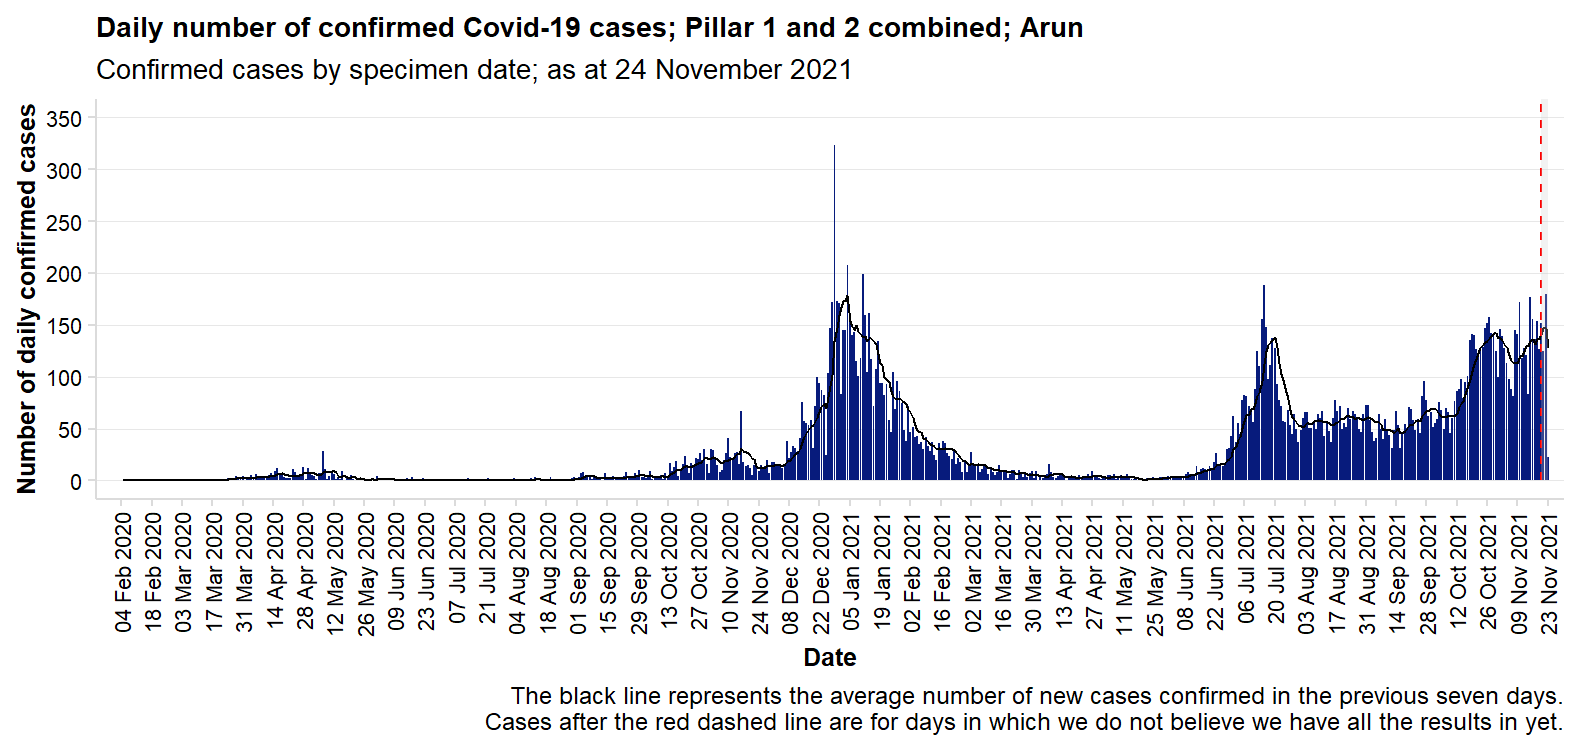 Daily number of confirmed Covid-19 cases; Pillar 1 and 2 combined; Arun
Confirmed cases by specimen date; as at 24 November 2021
Number of daily confirmed cases
350
300
250
200
150
100
50
0
04 Feb 2020
18 Feb 2020
03 Mar 2020
17 Mar 2020
31 Mar 2020
14 Apr 2020
28 Apr 2020
12 May 2020
26 May 2020
09 Jun 2020
23 Jun 2020
07 Jul 2020
21 Jul 2020
04 Aug 2020
18 Aug 2020
01 Sep 2020
15 Sep 2020
29 Sep 2020
13 Oct 2020
27 Oct 2020
10 Nov 2020
24 Nov 2020
08 Dec 2020
22 Dec 2020
05 Jan 2021
19 Jan 2021
02 Feb 2021
16 Feb 2021
02 Mar 2021
16 Mar 2021
30 Mar 2021
13 Apr 2021
27 Apr 2021
11 May 2021
25 May 2021
08 Jun 2021
22 Jun 2021
06 Jul 2021
20 Jul 2021
03 Aug 2021
17 Aug 2021
31 Aug 2021
14 Sep 2021
28 Sep 2021
12 Oct 2021
26 Oct 2021
09 Nov 2021
23 Nov 2021
Date
The black line represents the average number of new cases confirmed in the previous seven days.
Cases after the red dashed line are for days in which we do not believe we have all the results in yet.